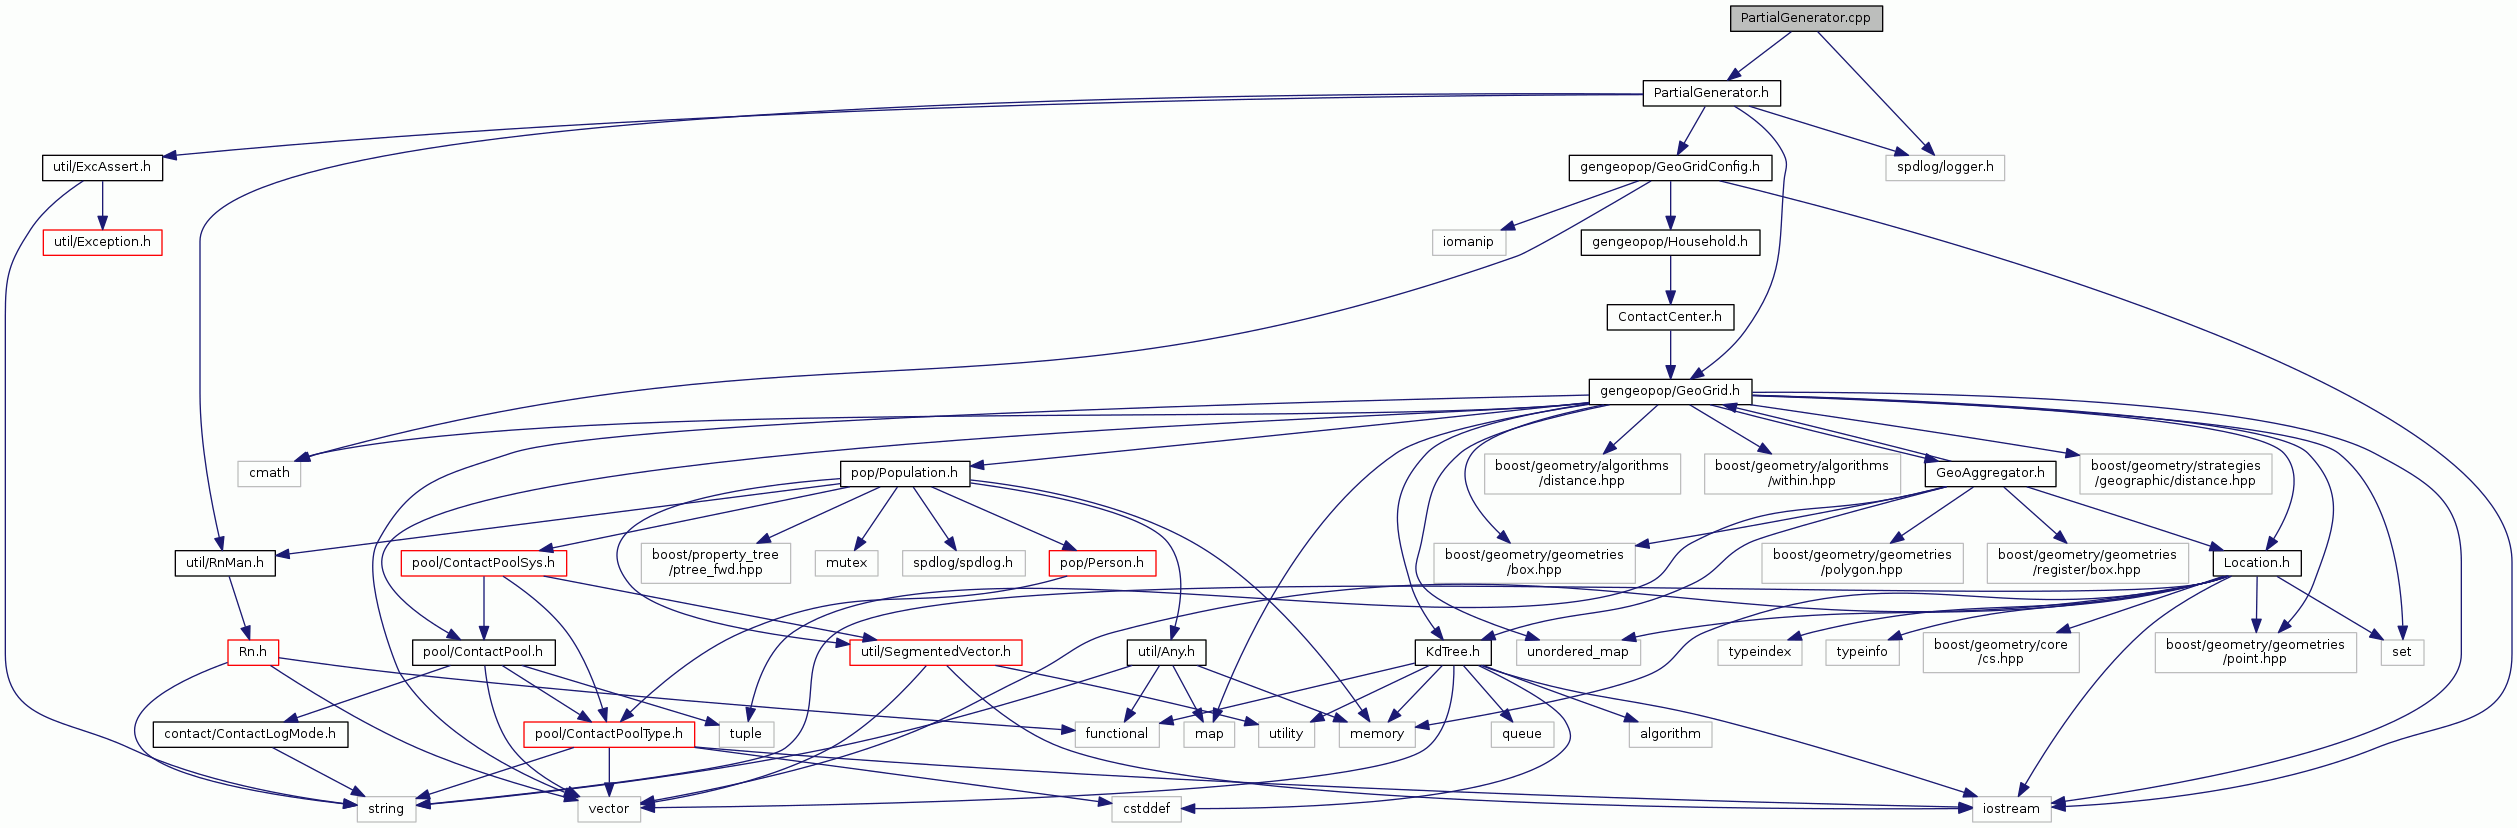 PartialGenerator.cpp
PartialGenerator.h
util/ExcAssert.h
gengeopop/GeoGridConfig.h
spdlog/logger.h
util/Exception.h
iomanip
gengeopop/Household.h
ContactCenter.h
gengeopop/GeoGrid.h
cmath
pop/Population.h
boost/geometry/algorithms
/distance.hpp
boost/geometry/algorithms
/within.hpp
GeoAggregator.h
boost/geometry/strategies
/geographic/distance.hpp
util/RnMan.h
pool/ContactPoolSys.h
boost/property_tree
/ptree_fwd.hpp
mutex
spdlog/spdlog.h
pop/Person.h
boost/geometry/geometries
/box.hpp
boost/geometry/geometries
/polygon.hpp
boost/geometry/geometries
/register/box.hpp
Location.h
Rn.h
pool/ContactPool.h
util/SegmentedVector.h
util/Any.h
KdTree.h
unordered_map
typeindex
typeinfo
boost/geometry/core
/cs.hpp
boost/geometry/geometries
/point.hpp
set
contact/ContactLogMode.h
pool/ContactPoolType.h
tuple
functional
map
utility
memory
queue
algorithm
string
vector
cstddef
iostream